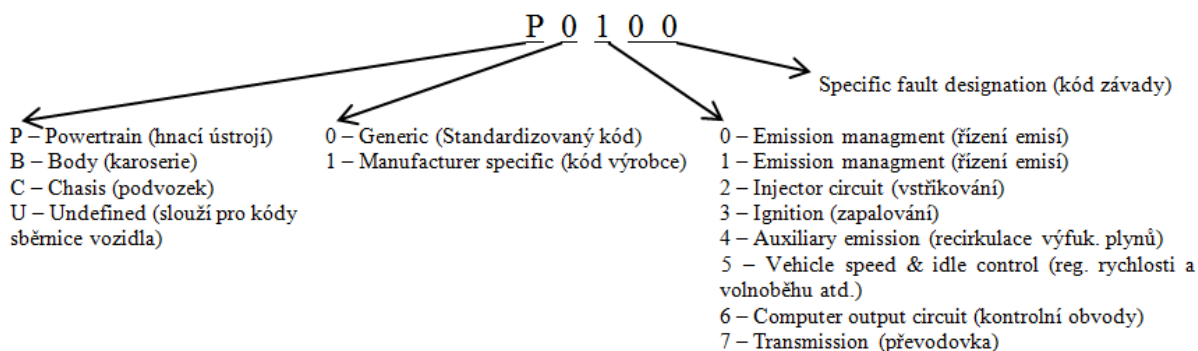 P 0 1 0 0
Specific fault designation (kód závady)
P – Powertrain (hnací ústrojí)
B – Body (karoserie)
C – Chasis (podvozek)
U – Undefined (slouží pro kódy
sběrnice vozidla)
0 – Generic (Standardizovaný kód)
1 – Manufacturer specific (kód výrobce)
0 – Emission managment (řízení emisí)
1 – Emission managment (řízení emisí)
2 – Injector circuit (vstřikování)
3 – Ignition (zapalování)
4 – Auxiliary emission (recirkulace výfuk. plynů)
5 – Vehicle speed & idle control (reg. rychlosti a
volnoběhu atd.)
6 – Computer output circuit (kontrolní obvody)
7 – Transmission (převodovka)